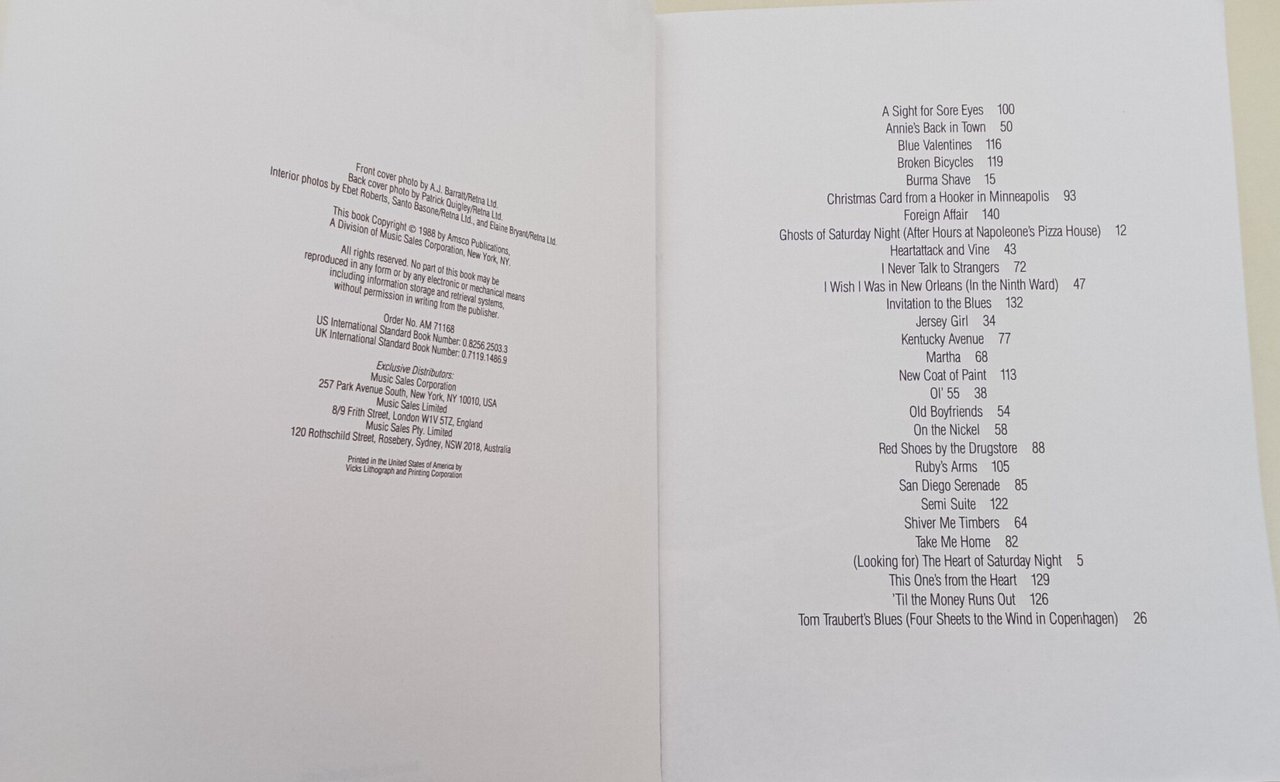 Front cover photo by A.J. Barratt/Retna Ltd.
Back cover photo by Patrick Quigley/Retna Ltd.
Interior photos by Ebet Roberts, Santo Basone/Retna Ltd., and Elaine Bryant/Retna Ltd.
This book Copyright © 1988 by Amsco Publications,
A Division of Music Sales Corporation, New York, NY.
All rights reserved. No part of this book may be
reproduced in any form or by any electronic or mechanical means
including information storage and retrieval systems,
without permission in writing from the publisher.
Order No. AM 71168
US International Standard Book Number: 0.8256.2503.3
UK International Standard Book Number: 0.7119.1486.9
Exclusive Distributors:
Music Sales Corporation
257 Park Avenue South, New York, NY 10010, USA
Music Sales Limited
8/9 Frith Street, London W1V 5TZ, England
Music Sales Pty. Limited
120 Rothschild Street, Rosebery, Sydney, NSW 2018, Australia
Printed in the United States of America by
Vicks Lithograph and Printing Corporation
A Sight for Sore Eyes 100
Annie's Back in Town 50
Blue Valentines 116
Broken Bicycles 119
Burma Shave 15
Christmas Card from a Hooker in Minneapolis 93
Foreign Affair 140
Ghosts of Saturday Night (After Hours at Napoleone's Pizza House) 12
Heartattack and Vine 43
I Never Talk to Strangers 72
I Wish I Was in New Orleans (In the Ninth Ward) 47
Invitation to the Blues 132
Jersey Girl 34
Kentucky Avenue 77
Martha 68
New Coat of Paint 113
Ol' 55 38
Old Boyfriends 54
On the Nickel 58
Red Shoes by the Drugstore 88
Ruby's Arms 105
San Diego Serenade 85
Semi Suite 122
Shiver Me Timbers 64
Take Me Home 82
(Looking for) The Heart of Saturday Night 5
This One's from the Heart 129
'Til the Money Runs Out 126
Tom Traubert's Blues (Four Sheets to the Wind in Copenhagen) 26